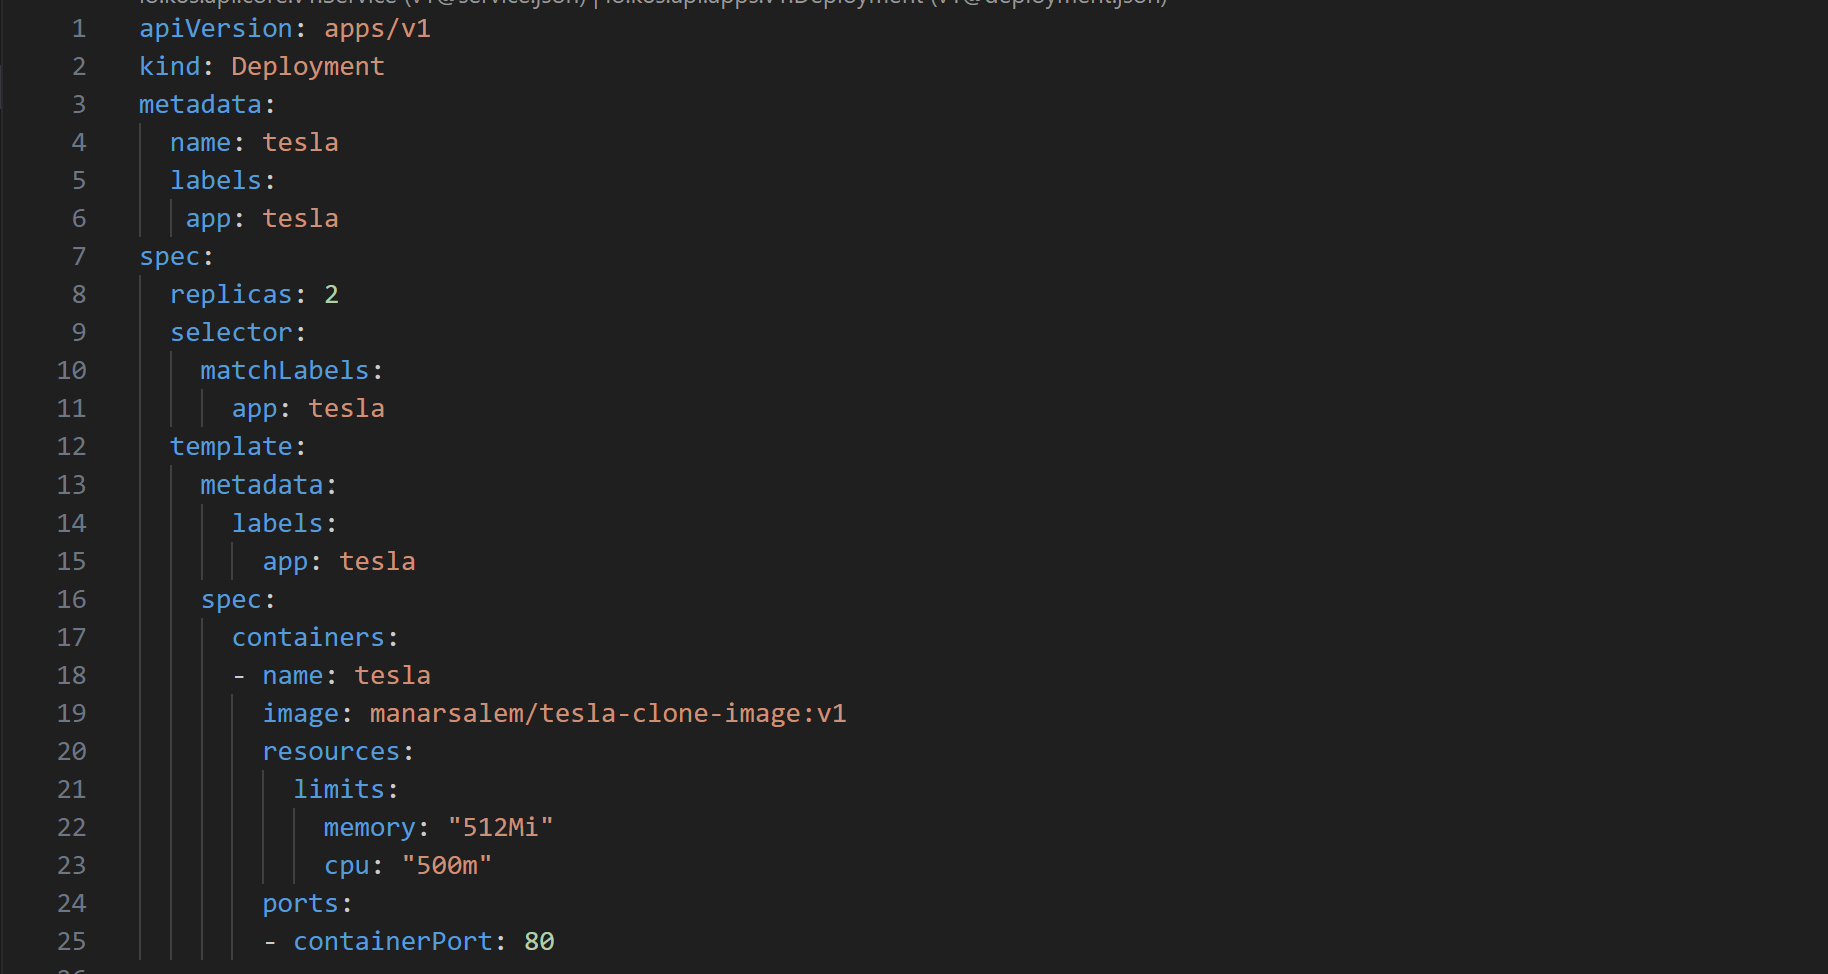 1 apiVersion: apps/v1
2 kind: Deployment
3 metadata:
4   name: tesla
5   labels:
6    app: tesla
7 spec:
8   replicas: 2
9   selector:
10     matchLabels:
11       app: tesla
12   template:
13     metadata:
14       labels:
15         app: tesla
16     spec:
17       containers:
18       - name: tesla
19         image: manarsalem/tesla-clone-image:v1
20         resources:
21           limits:
22             memory: "512Mi"
23             cpu: "500m"
24         ports:
25         - containerPort: 80